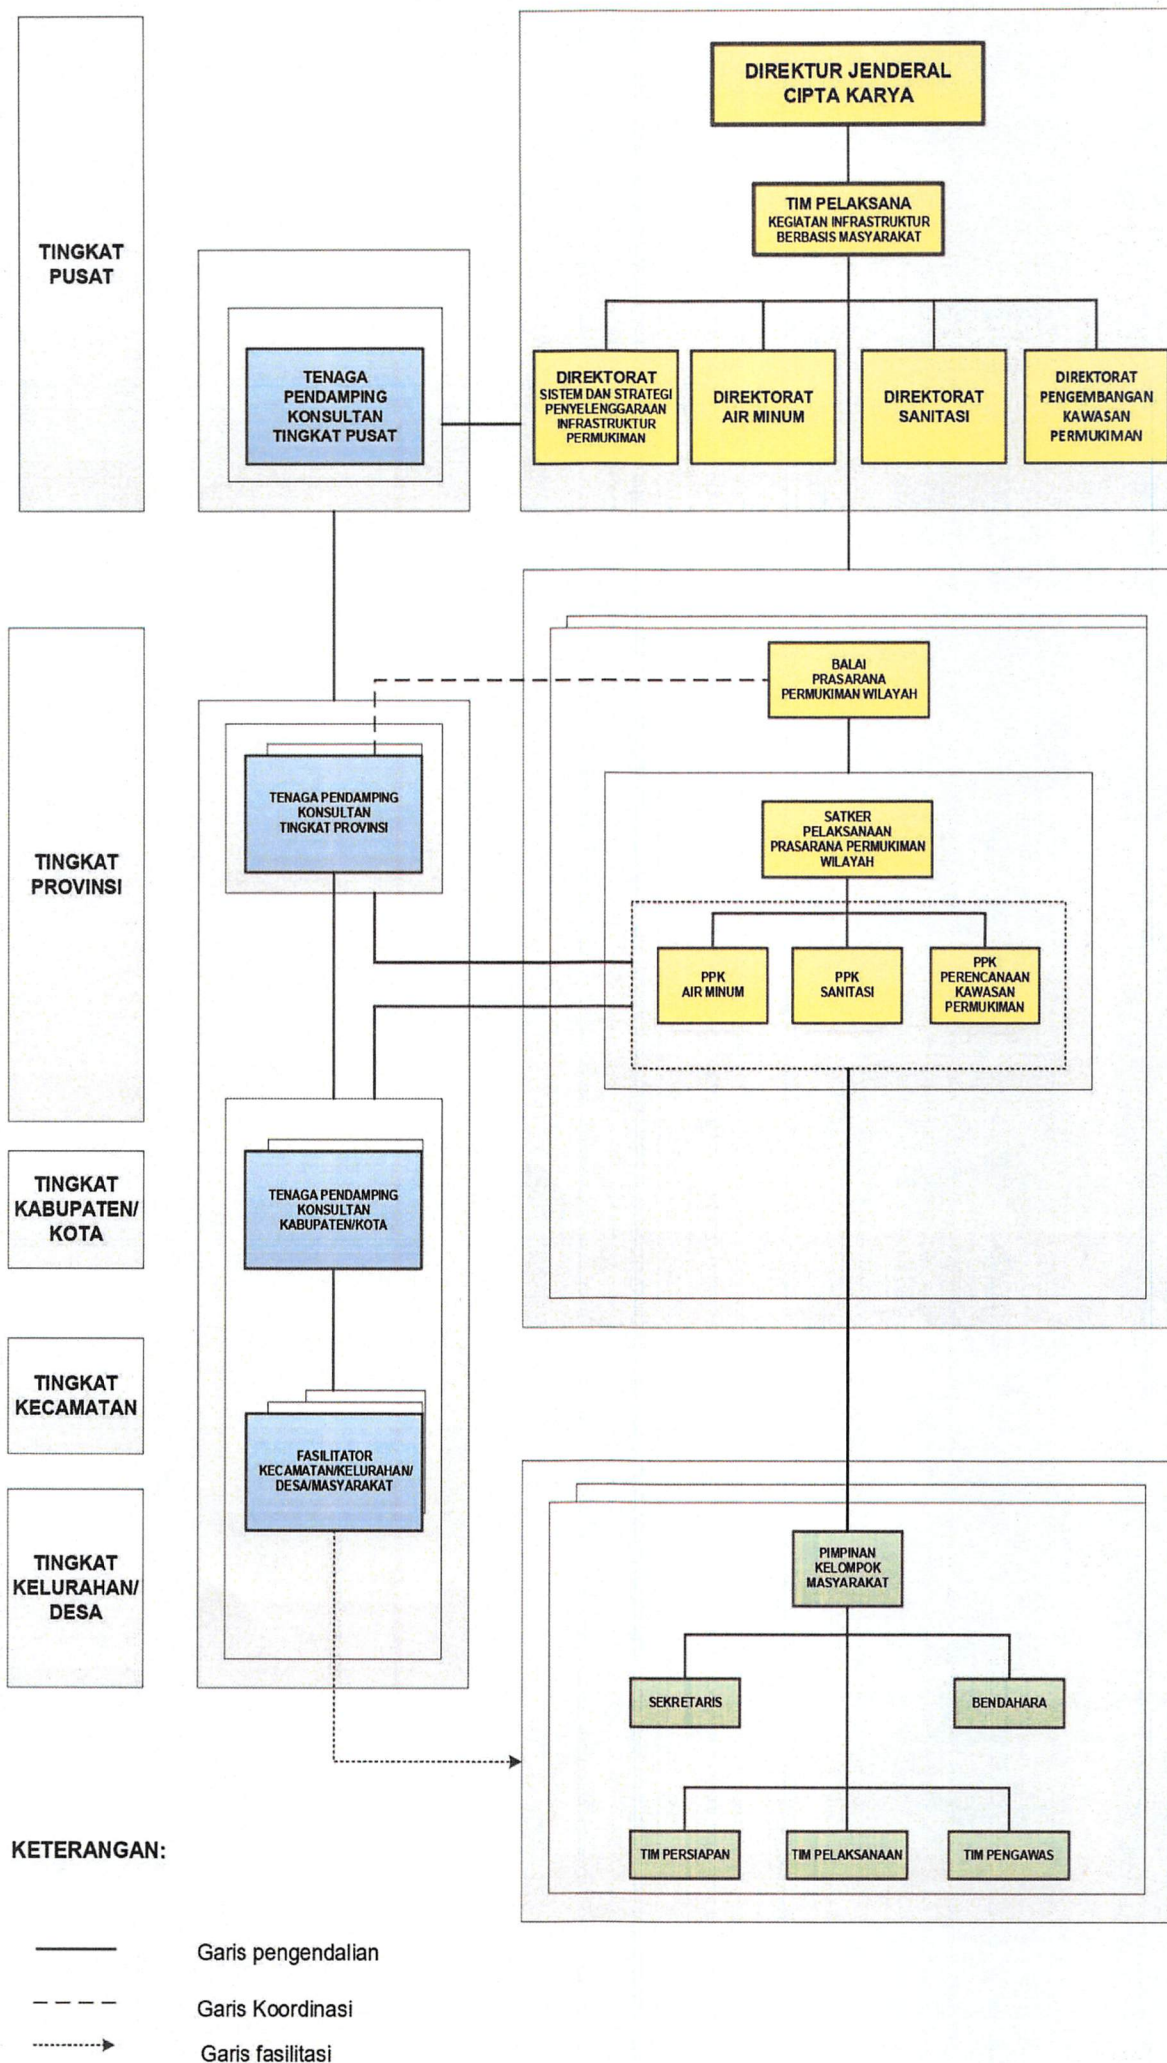 DIREKTUR JENDERAL
CIPTA KARYA
TIM PELAKSANA
KEGIATAN INFRASTRUKTUR
BERBASIS MASYARAKAT
TINGKAT
PUSAT
TENAGA
PENDAMPING
KONSULTAN
TINGKAT PUSAT
DIREKTORAT
SISTEM DAN STRATEGI
PENYELENGGARAAN
INFRASTRUKTUR
PERMUKIMAN
DIREKTORAT
AIR MINUM
DIREKTORAT
SANITASI
DIREKTORAT
PENGEMBANGAN
KAWASAN
PERMUKIMAN
BALAI
PRASARANA
PERMUKIMAN WILAYAH
TINGKAT
PROVINSI
TENAGA PENDAMPING
KONSULTAN
TINGKAT PROVINSI
SATKER
PELAKSANAAN
PRASARANA PERMUKIMAN
WILAYAH
PPK
AIR MINUM
PPK
SANITASI
PPK
PERENCANAAN
KAWASAN
PERMUKIMAN
TINGKAT
KABUPATEN/
KOTA
TENAGA PENDAMPING
KONSULTAN
KABUPATEN/KOTA
TINGKAT
KECAMATAN
FASILITATOR
KECAMATAN/KELURAHAN/
DESA/MASYARAKAT
TINGKAT
KELURAHAN/
DESA
PIMPINAN
KELOMPOK
MASYARAKAT
SEKRETARIS
BENDAHARA
TIM PERSIAPAN
TIM PELAKSANAAN
TIM PENGAWAS
KETERANGAN:
Garis pengendalian
Garis Koordinasi
Garis fasilitasi